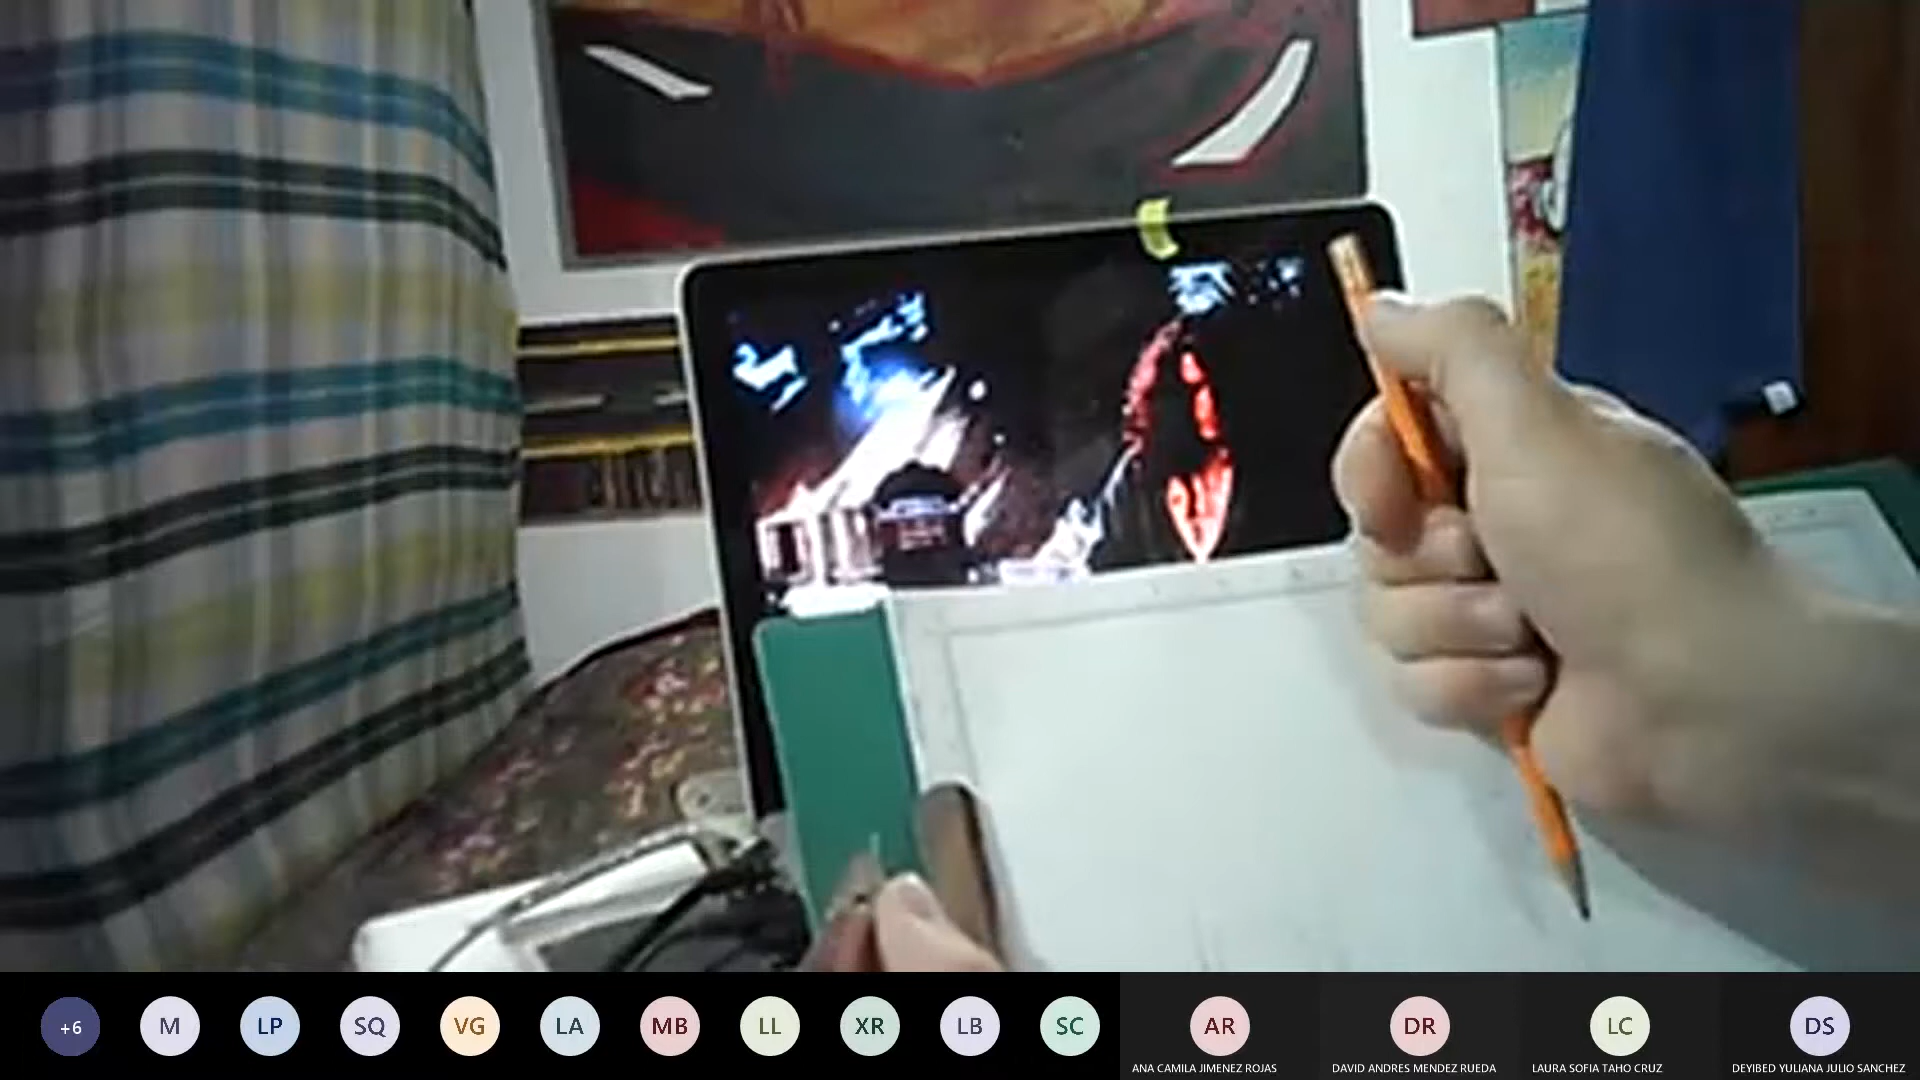 +6 M LP SQ VG LA MB LL XR LB SC AR DR LC DS
ANA CAMILA JIMENEZ ROJAS DAVID ANDRES MENDEZ RUEDA LAURA SOFIA TAHO CRUZ DEYIBED YULIANA JULIO SANCHEZ